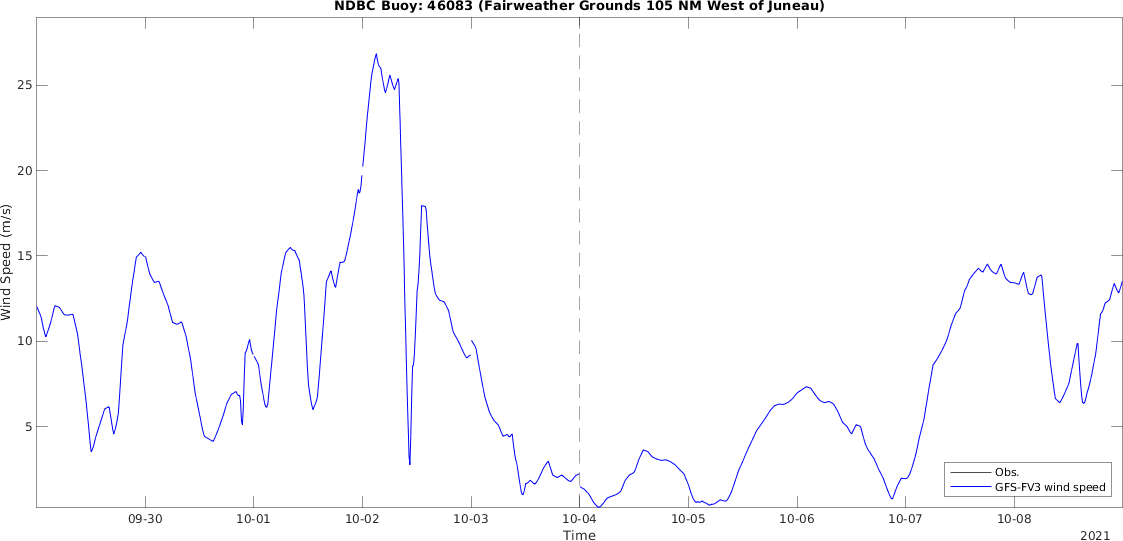 NDBC Buoy: 46083 (Fairweather Grounds 105 NM West of Juneau)
25
20
15
10
5
Wind Speed (m/s)
09-30 10-01 10-02 10-03 10-04 10-05 10-06 10-07 10-08
Time
2021
Obs.
GFS-FV3 wind speed